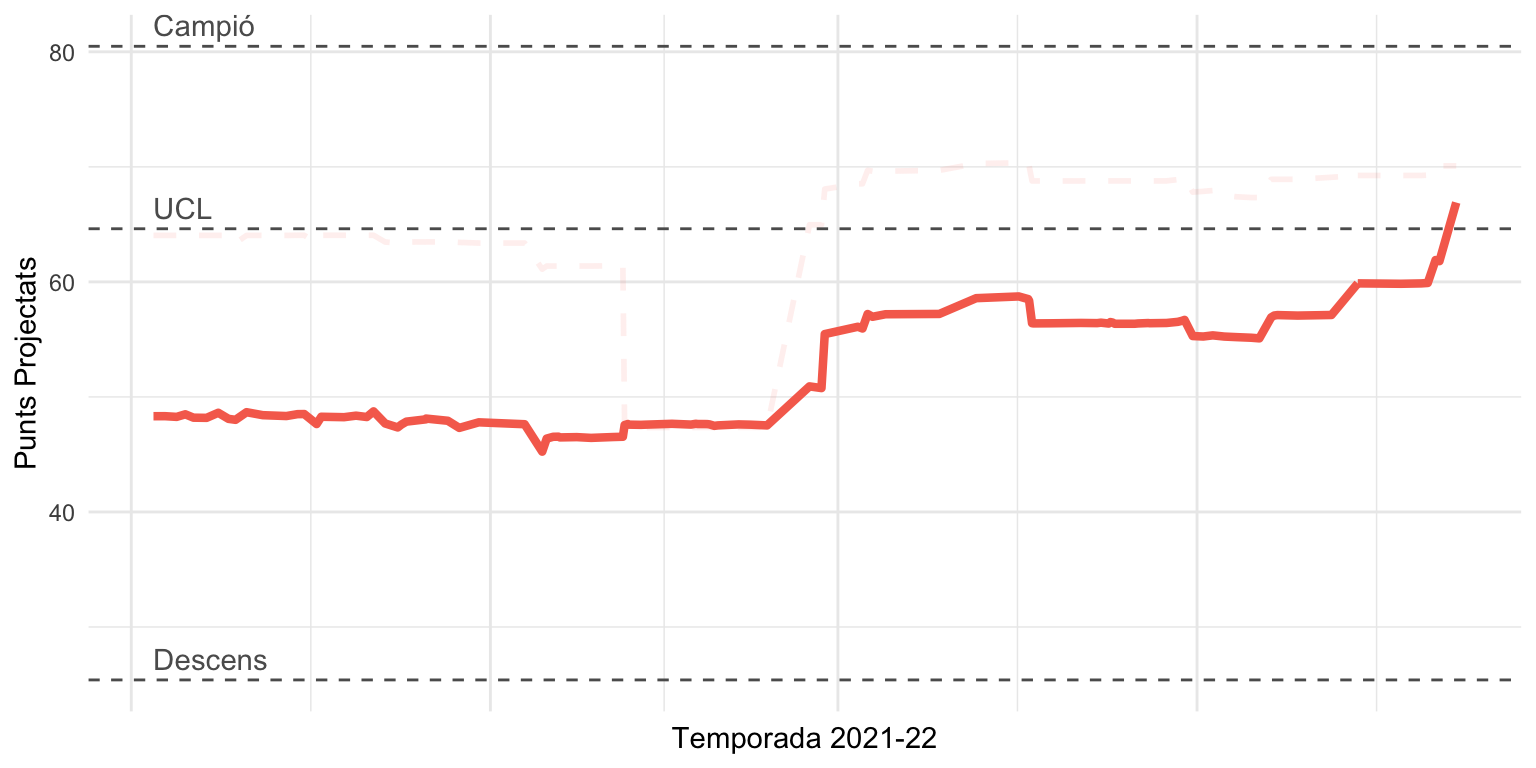 Campió
80
UCL
60
40
Descens
Punts Projectats
Temporada 2021-22